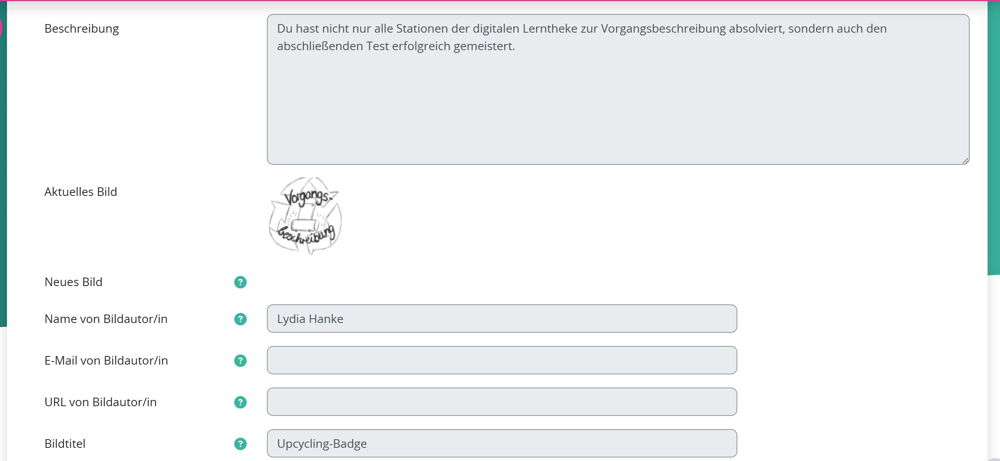 Beschreibung
Du hast nicht nur alle Stationen der digitalen Lerntheke zur Vorgangsbeschreibung absolviert, sondern auch den
abschließenden Test erfolgreich gemeistert.
Aktuelles Bild
Vorgangs-
beschreibung
Neues Bild
?
Name von Bildautor/in
?
Lydia Hanke
E-Mail von Bildautor/in
?
URL von Bildautor/in
?
Bildtitel
?
Upcycling-Badge